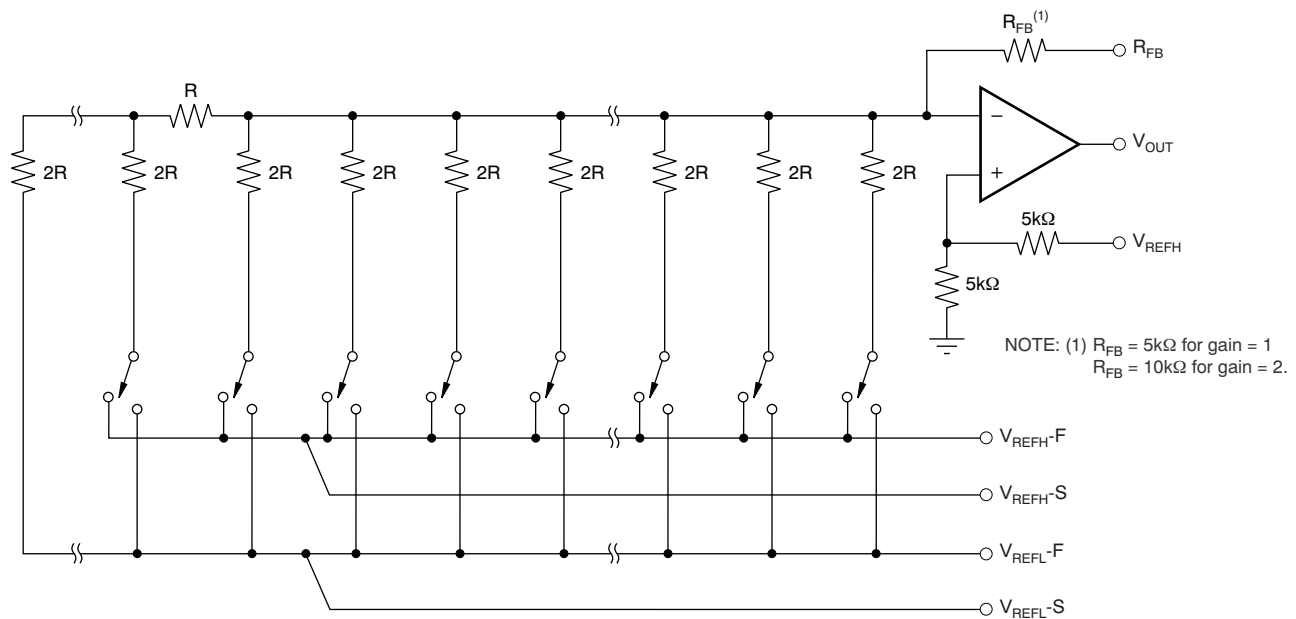 R_FB^(1)
R_FB
R
2R 2R 2R 2R 2R 2R 2R 2R 2R
−
+
V_OUT
5kΩ
V_REFH
5kΩ
NOTE: (1) R_FB = 5kΩ for gain = 1
R_FB = 10kΩ for gain = 2.
V_REFH-F
V_REFH-S
V_REFL-F
V_REFL-S